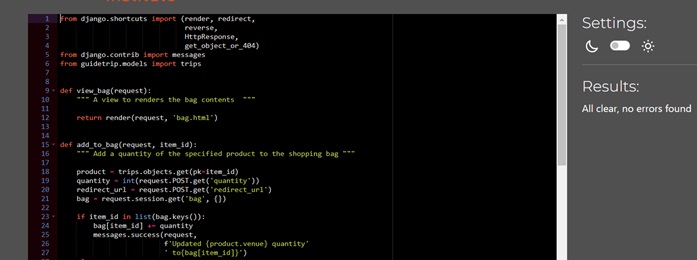 1 from django.shortcuts import (render, redirect,
2 reverse,
3 HttpResponse,
4 get_object_or_404)
5 from django.contrib import messages
6 from guidetrip.models import trips
7
8
9 def view_bag(request):
10 """ A view to renders the bag contents """
11
12 return render(request, 'bag.html')
13
14
15 def add_to_bag(request, item_id):
16 """ Add a quantity of the specified product to the shopping bag """
17
18 product = trips.objects.get(pk=item_id)
19 quantity = int(request.POST.get('quantity'))
20 redirect_url = request.POST.get('redirect_url')
21 bag = request.session.get('bag', {})
22
23 if item_id in list(bag.keys()):
24 bag[item_id] += quantity
25 messages.success(request,
26 f'Updated {product.venue} quantity'
27 ' to{bag[item_id]}')
Settings:
Results:
All clear, no errors found